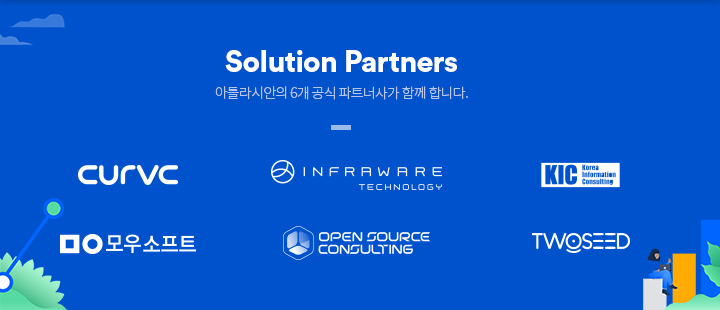 Solution Partners
아틀라시안의 6개 공식 파트너사가 함께 합니다.
CURVC
INFRAWARE
TECHNOLOGY
KIC Korea
Information
Consulting
모우소프트
OPEN SOURCE
CONSULTING
TWOSEED